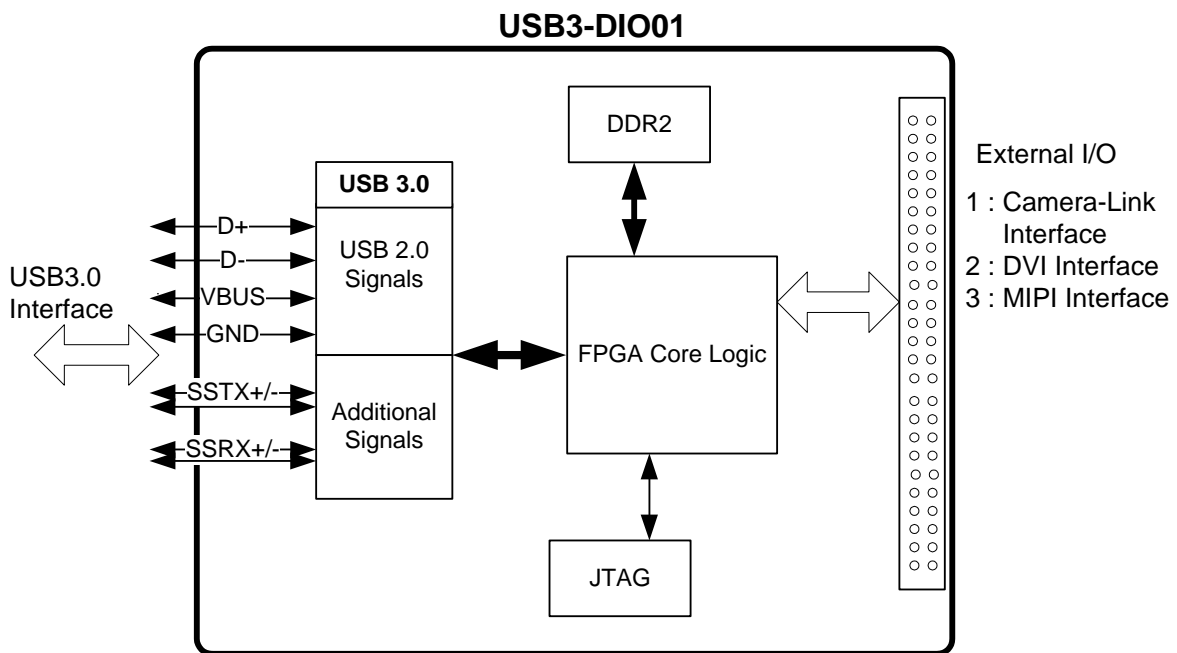 USB3-DIO01
DDR2
USB 3.0
D+
D-
VBUS
GND
SSTX+/-
SSRX+/-
USB 2.0
Signals
Additional
Signals
USB3.0
Interface
FPGA Core Logic
JTAG
External I/O
1 : Camera-Link
Interface
2 : DVI Interface
3 : MIPI Interface